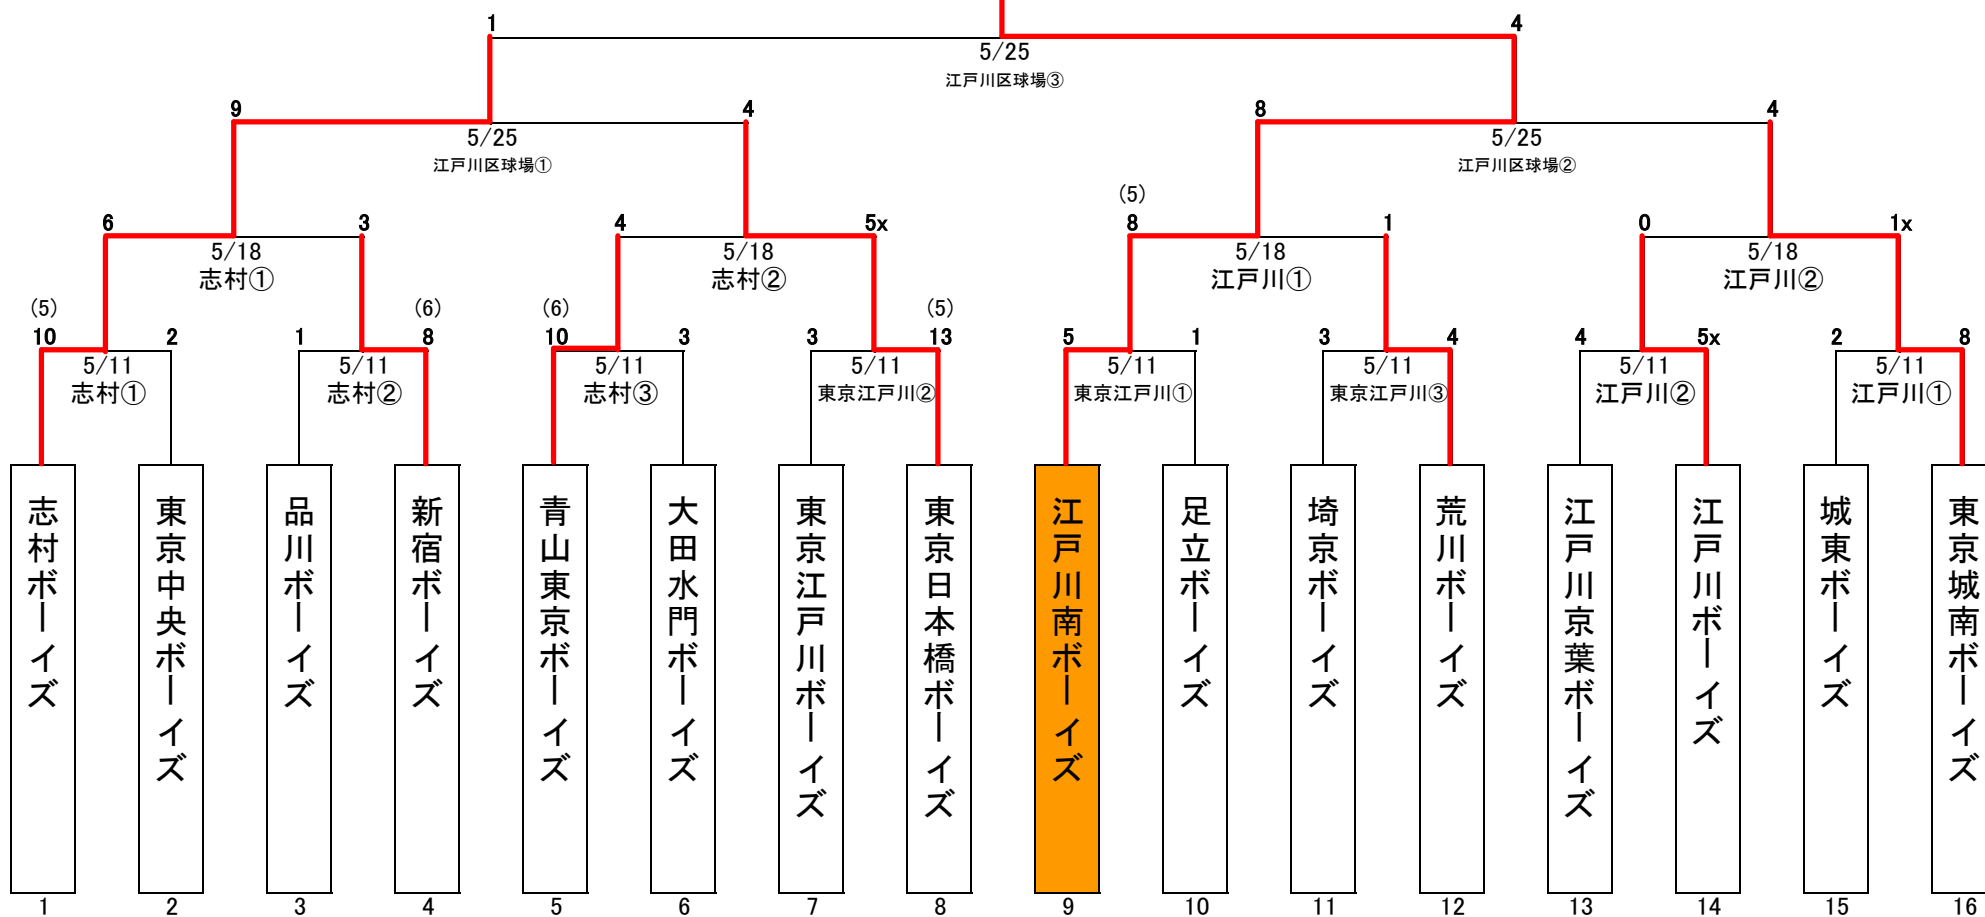 1 4
5/25
江戸川区球場③
9 4 8 4
5/25 5/25
江戸川区球場① 江戸川区球場②
(5)
6 3 4 5x 8 1 0 1x
5/18 5/18 5/18 5/18
志村① 志村② 江戸川① 江戸川②
(5) (6) (6) (5)
10 2 1 8 10 3 3 13 5 1 3 4 4 5x 2 8
5/11 5/11 5/11 5/11 5/11 5/11 5/11 5/11
志村① 志村② 志村③ 東京江戸川② 東京江戸川① 東京江戸川③ 江戸川② 江戸川①
志村ボーイズ
東京中央ボーイズ
品川ボーイズ
新宿ボーイズ
青山東京ボーイズ
大田水門ボーイズ
東京江戸川ボーイズ
東京日本橋ボーイズ
江戸川南ボーイズ
足立ボーイズ
埼京ボーイズ
荒川ボーイズ
江戸川京葉ボーイズ
江戸川ボーイズ
城東ボーイズ
東京城南ボーイズ
1 2 3 4 5 6 7 8 9 10 11 12 13 14 15 16